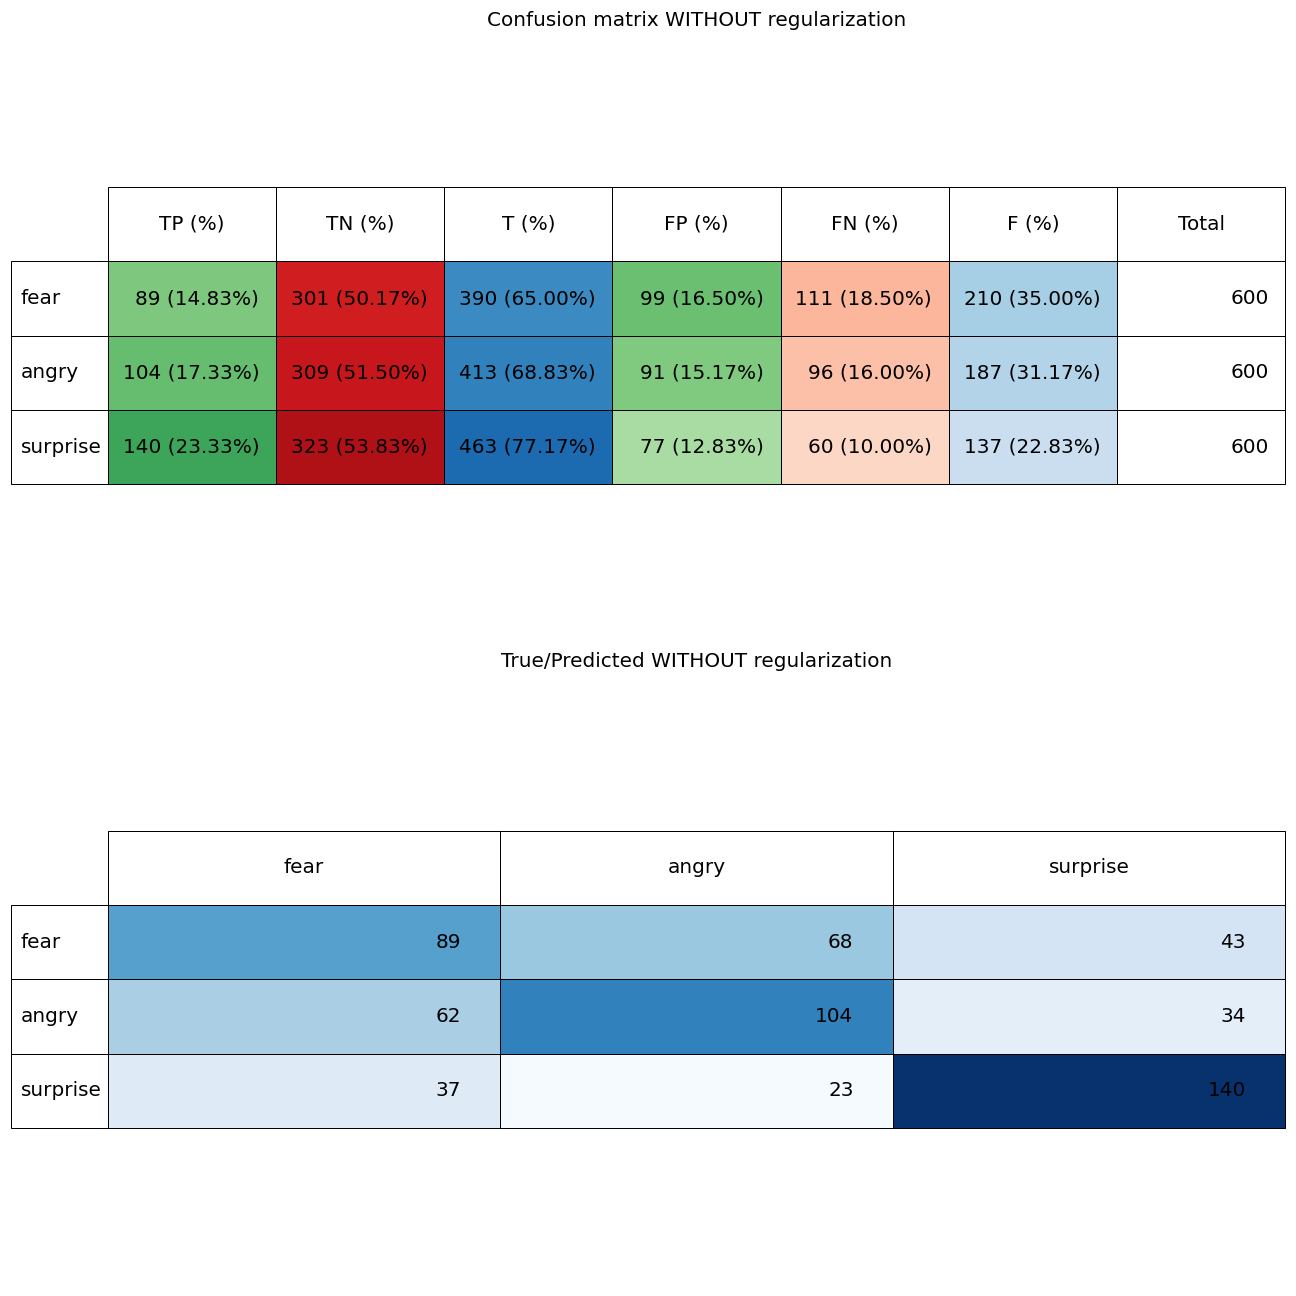 Confusion matrix WITHOUT regularization
TP (%) TN (%) T (%) FP (%) FN (%) F (%) Total
fear 89 (14.83%) 301 (50.17%) 390 (65.00%) 99 (16.50%) 111 (18.50%) 210 (35.00%) 600
angry 104 (17.33%) 309 (51.50%) 413 (68.83%) 91 (15.17%) 96 (16.00%) 187 (31.17%) 600
surprise 140 (23.33%) 323 (53.83%) 463 (77.17%) 77 (12.83%) 60 (10.00%) 137 (22.83%) 600
True/Predicted WITHOUT regularization
fear angry surprise
fear 89 68 43
angry 62 104 34
surprise 37 23 140